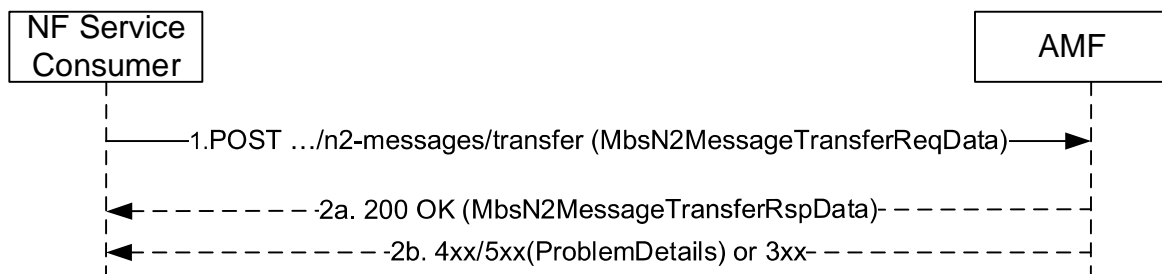 NF Service
Consumer
AMF
1.POST …/n2-messages/transfer (MbsN2MessageTransferReqData)
2a. 200 OK (MbsN2MessageTransferRspData)
2b. 4xx/5xx(ProblemDetails) or 3xx